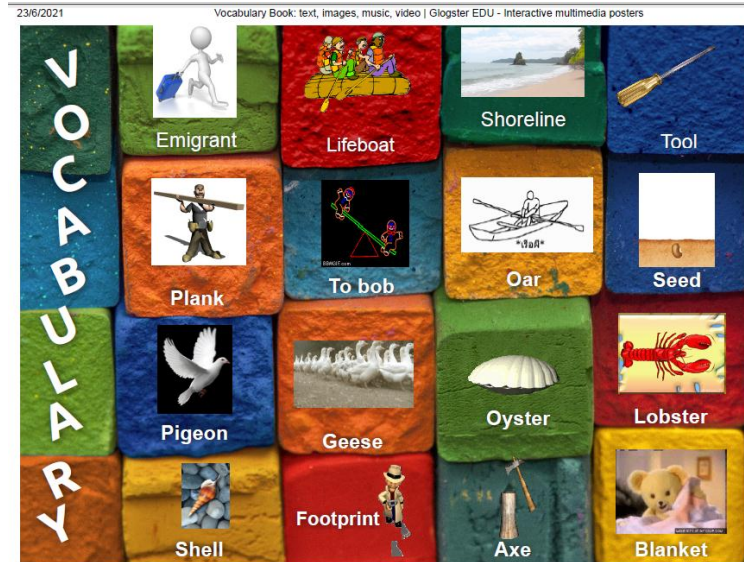 23/6/2021
Vocabulary Book: text, images, music, video | Glogster EDU - Interactive multimedia posters
VOCABULARY
Emigrant
Lifeboat
Shoreline
Tool
Plank
To bob
Oar
Seed
Pigeon
Geese
Oyster
Lobster
Shell
Footprint
Axe
Blanket